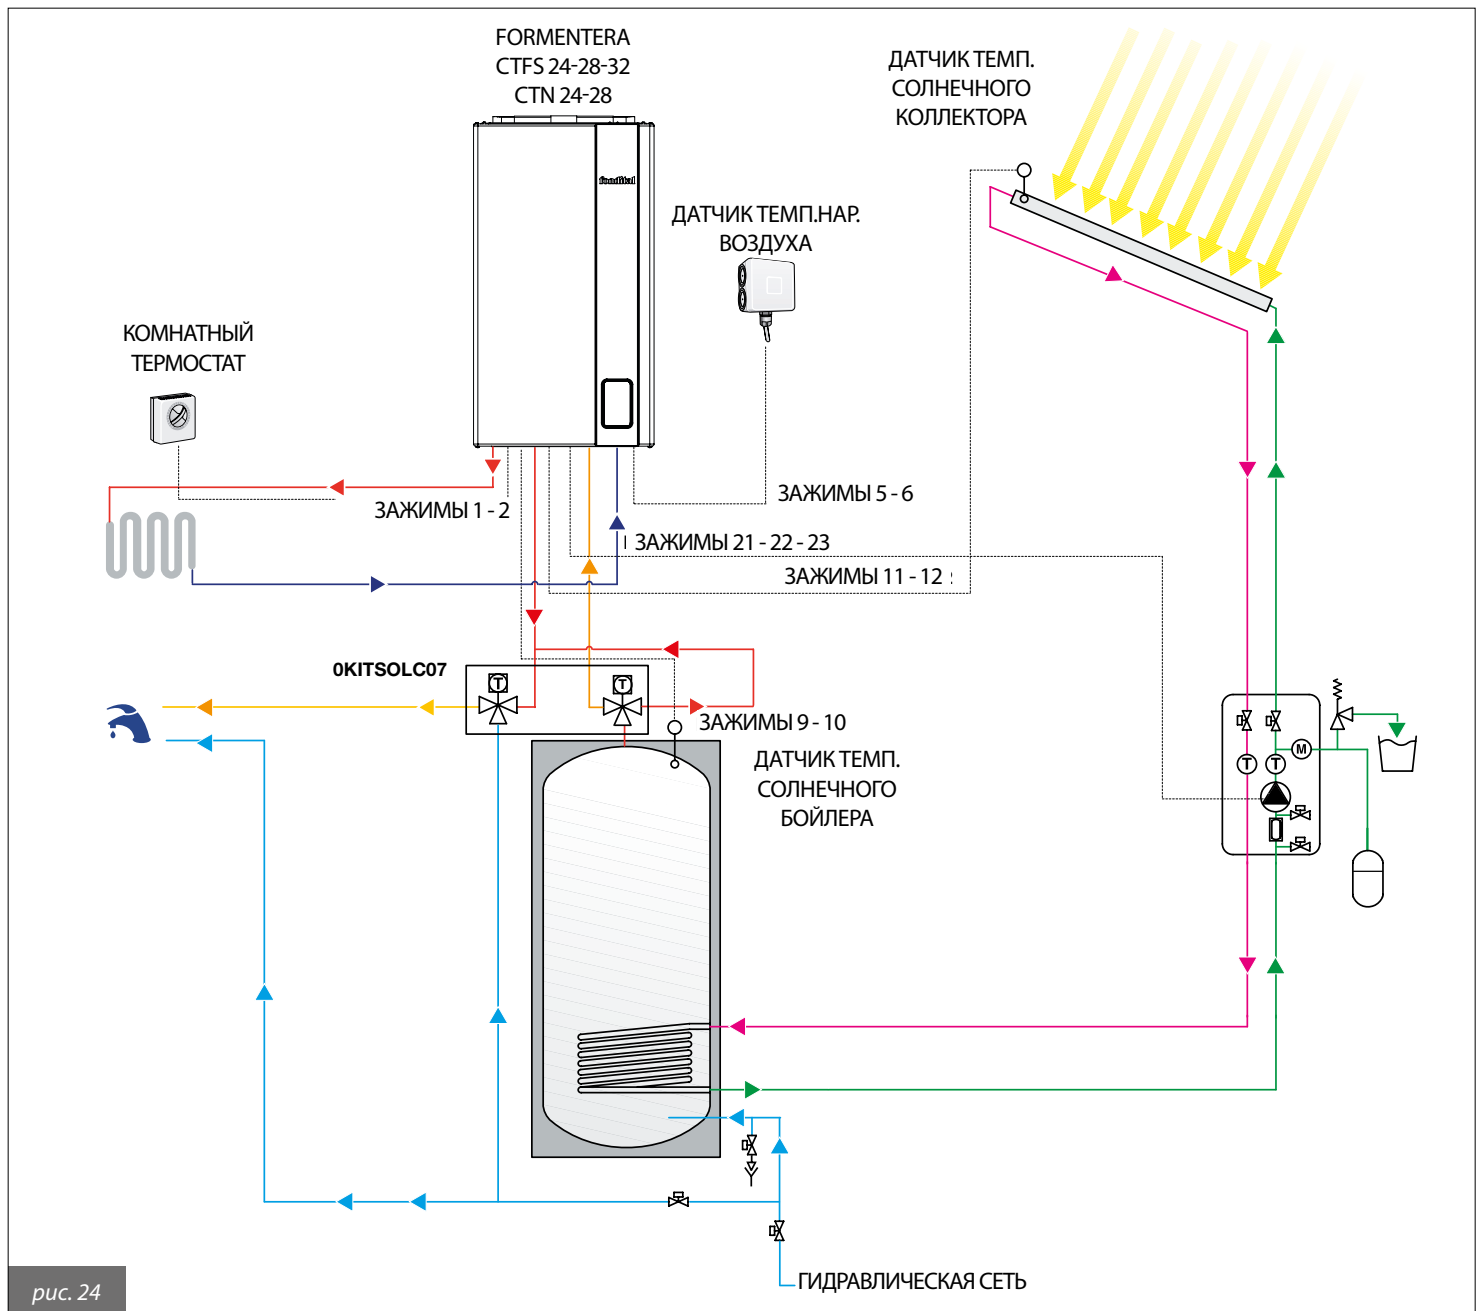 FORMENTERA
CTFS 24-28-32
CTN 24-28
ДАТЧИК ТЕМП.
СОЛНЕЧНОГО
КОЛЛЕКТОРА
fondital
ДАТЧИК ТЕМП.НАР.
ВОЗДУХА
КОМНАТНЫЙ
ТЕРМОСТАТ
ЗАЖИМЫ 5 - 6
ЗАЖИМЫ 1 - 2
ЗАЖИМЫ 21 - 22 - 23
ЗАЖИМЫ 11 - 12
0KITSOLC07
T
T
ЗАЖИМЫ 9 - 10
ДАТЧИК ТЕМП.
СОЛНЕЧНОГО
БОЙЛЕРА
M
T
T
ГИДРАВЛИЧЕСКАЯ СЕТЬ
рис. 24